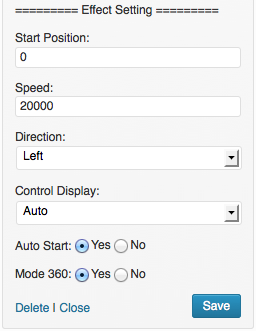 ========= Effect Setting =========
Start Position:
0
Speed:
20000
Direction:
Left
Control Display:
Auto
Auto Start: Yes No
Mode 360: Yes No
Delete | Close Save